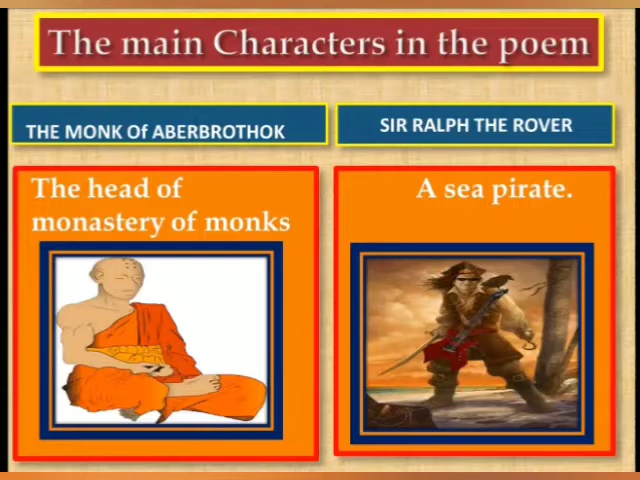 The main Characters in the poem
THE MONK Of ABERBROTHOK
SIR RALPH THE ROVER
The head of
monastery of monks
A sea pirate.